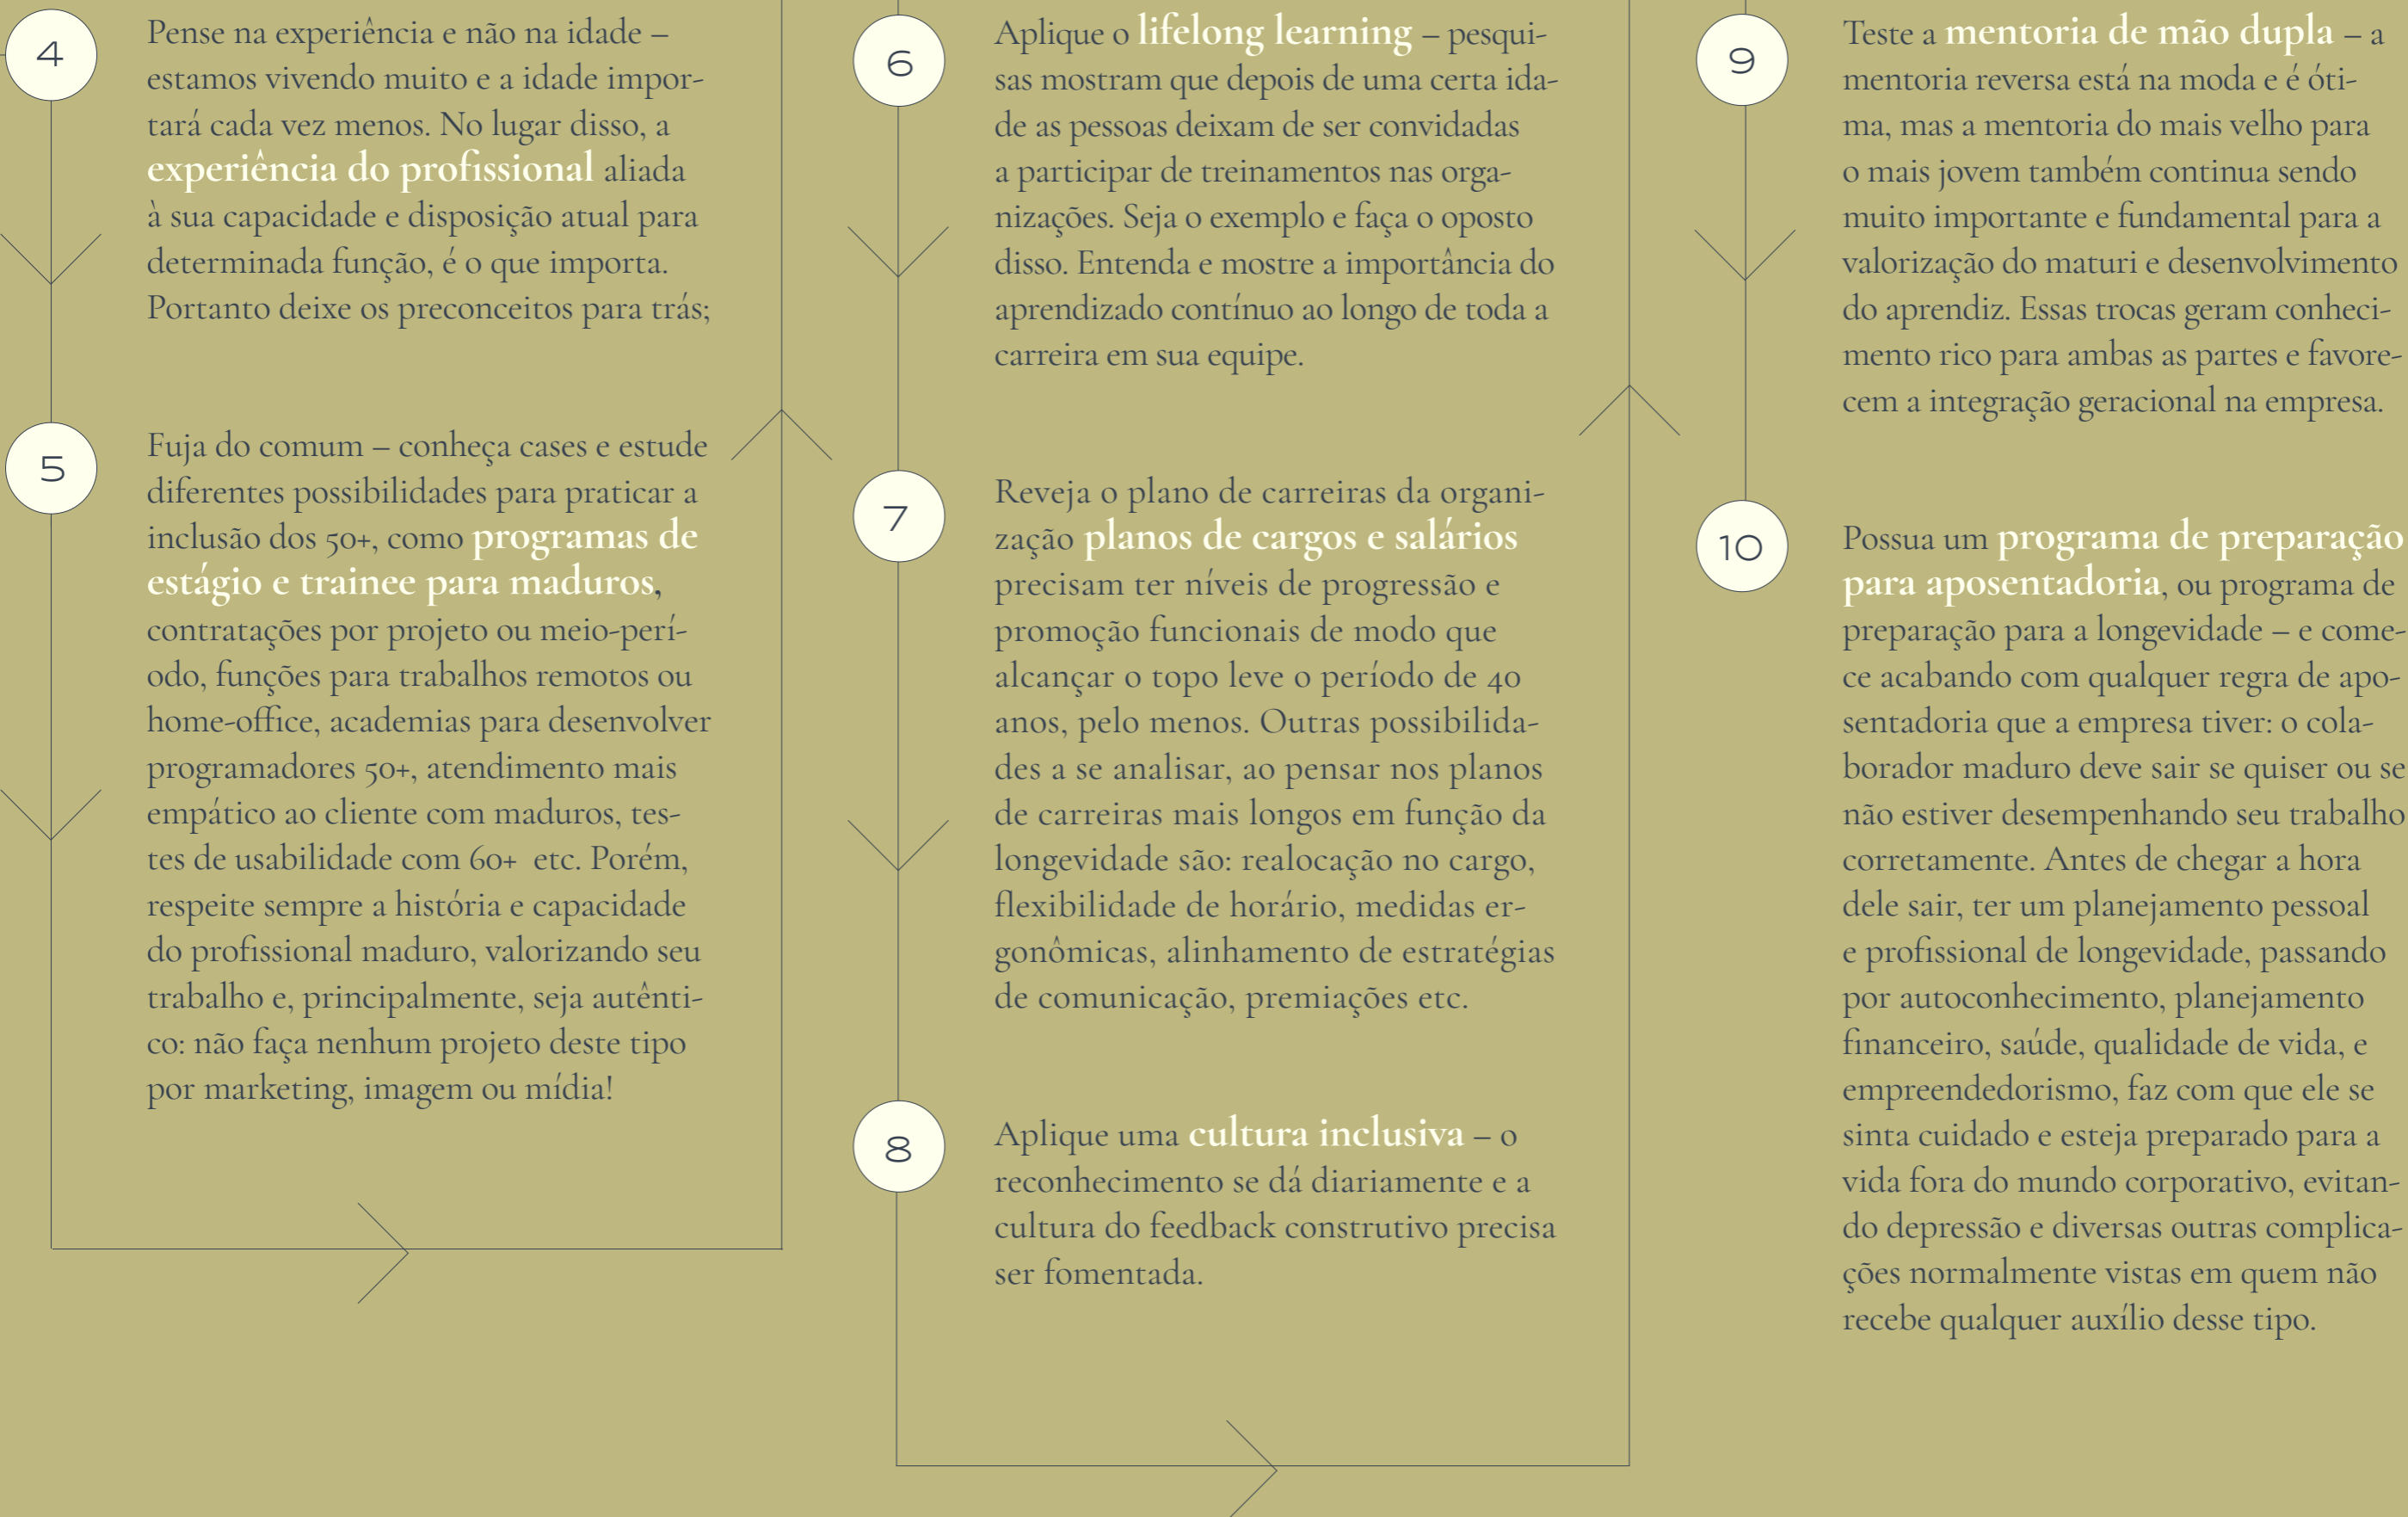 4
Pense na experiência e não na idade –
estamos vivendo muito e a idade impor-
tará cada vez menos. No lugar disso, a
experiência do profissional aliada
à sua capacidade e disposição atual para
determinada função, é o que importa.
Portanto deixe os preconceitos para trás;
5
Fuja do comum – conheça cases e estude
diferentes possibilidades para praticar a
inclusão dos 50+, como programas de
estágio e trainee para maduros,
contratações por projeto ou meio-perí-
odo, funções para trabalhos remotos ou
home-office, academias para desenvolver
programadores 50+, atendimento mais
empático ao cliente com maduros, tes-
tes de usabilidade com 60+ etc. Porém,
respeite sempre a história e capacidade
do profissional maduro, valorizando seu
trabalho e, principalmente, seja autênti-
co: não faça nenhum projeto deste tipo
por marketing, imagem ou mídia!
6
Aplique o lifelong learning – pesqui-
sas mostram que depois de uma certa ida-
de as pessoas deixam de ser convidadas
a participar de treinamentos nas orga-
nizações. Seja o exemplo e faça o oposto
disso. Entenda e mostre a importância do
aprendizado contínuo ao longo de toda a
carreira em sua equipe.
7
Reveja o plano de carreiras da organi-
zação planos de cargos e salários
precisam ter níveis de progressão e
promoção funcionais de modo que
alcançar o topo leve o período de 40
anos, pelo menos. Outras possibilida-
des a se analisar, ao pensar nos planos
de carreiras mais longos em função da
longevidade são: realocação no cargo,
flexibilidade de horário, medidas er-
gonômicas, alinhamento de estratégias
de comunicação, premiações etc.
8
Aplique uma cultura inclusiva – o
reconhecimento se dá diariamente e a
cultura do feedback construtivo precisa
ser fomentada.
9
Teste a mentoria de mão dupla – a
mentoria reversa está na moda e é óti-
ma, mas a mentoria do mais velho para
o mais jovem também continua sendo
muito importante e fundamental para a
valorização do maturi e desenvolvimento
do aprendiz. Essas trocas geram conheci-
mento rico para ambas as partes e favore-
cem a integração geracional na empresa.
10
Possua um programa de preparação
para aposentadoria, ou programa de
preparação para a longevidade – e come-
ce acabando com qualquer regra de apo-
sentadoria que a empresa tiver: o cola-
borador maduro deve sair se quiser ou se
não estiver desempenhando seu trabalho
corretamente. Antes de chegar a hora
dele sair, ter um planejamento pessoal
e profissional de longevidade, passando
por autoconhecimento, planejamento
financeiro, saúde, qualidade de vida, e
empreendedorismo, faz com que ele se
sinta cuidado e esteja preparado para a
vida fora do mundo corporativo, evitan-
do depressão e diversas outras complica-
ções normalmente vistas em quem não
recebe qualquer auxílio desse tipo.